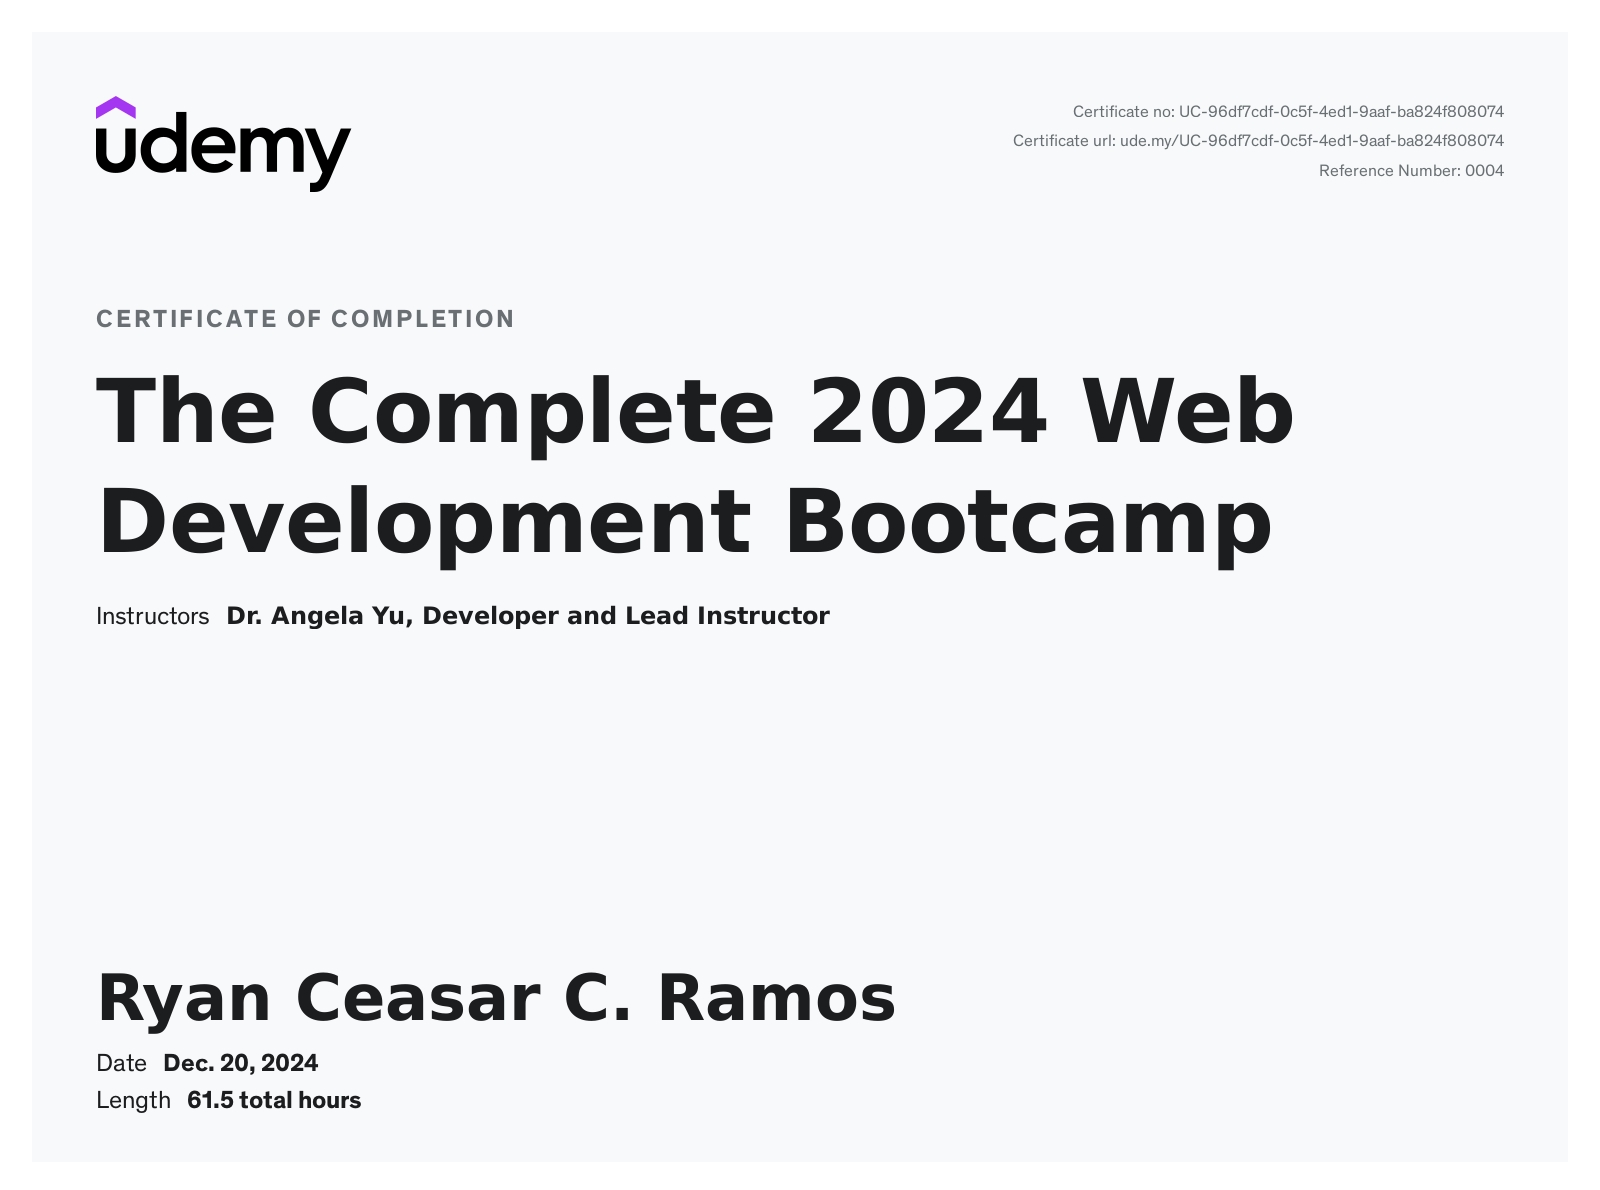 udemy
Certificate no: UC-96df7cdf-0c5f-4ed1-9aaf-ba824f808074
Certificate url: ude.my/UC-96df7cdf-0c5f-4ed1-9aaf-ba824f808074
Reference Number: 0004
CERTIFICATE OF COMPLETION
The Complete 2024 Web
Development Bootcamp
Instructors Dr. Angela Yu, Developer and Lead Instructor
Ryan Ceasar C. Ramos
Date Dec. 20, 2024
Length 61.5 total hours